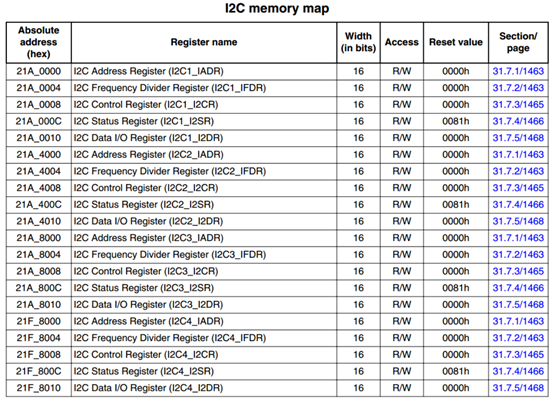 I2C memory map
Absolute address (hex) Register name Width (in bits) Access Reset value Section/ page
21A_0000 I2C Address Register (I2C1_IADR) 16 R/W 0000h 31.7.1/1463
21A_0004 I2C Frequency Divider Register (I2C1_IFDR) 16 R/W 0000h 31.7.2/1463
21A_0008 I2C Control Register (I2C1_I2CR) 16 R/W 0000h 31.7.3/1465
21A_000C I2C Status Register (I2C1_I2SR) 16 R/W 0081h 31.7.4/1466
21A_0010 I2C Data I/O Register (I2C1_I2DR) 16 R/W 0000h 31.7.5/1468
21A_4000 I2C Address Register (I2C2_IADR) 16 R/W 0000h 31.7.1/1463
21A_4004 I2C Frequency Divider Register (I2C2_IFDR) 16 R/W 0000h 31.7.2/1463
21A_4008 I2C Control Register (I2C2_I2CR) 16 R/W 0000h 31.7.3/1465
21A_400C I2C Status Register (I2C2_I2SR) 16 R/W 0081h 31.7.4/1466
21A_4010 I2C Data I/O Register (I2C2_I2DR) 16 R/W 0000h 31.7.5/1468
21A_8000 I2C Address Register (I2C3_IADR) 16 R/W 0000h 31.7.1/1463
21A_8004 I2C Frequency Divider Register (I2C3_IFDR) 16 R/W 0000h 31.7.2/1463
21A_8008 I2C Control Register (I2C3_I2CR) 16 R/W 0000h 31.7.3/1465
21A_800C I2C Status Register (I2C3_I2SR) 16 R/W 0081h 31.7.4/1466
21A_8010 I2C Data I/O Register (I2C3_I2DR) 16 R/W 0000h 31.7.5/1468
21F_8000 I2C Address Register (I2C4_IADR) 16 R/W 0000h 31.7.1/1463
21F_8004 I2C Frequency Divider Register (I2C4_IFDR) 16 R/W 0000h 31.7.2/1463
21F_8008 I2C Control Register (I2C4_I2CR) 16 R/W 0000h 31.7.3/1465
21F_800C I2C Status Register (I2C4_I2SR) 16 R/W 0081h 31.7.4/1466
21F_8010 I2C Data I/O Register (I2C4_I2DR) 16 R/W 0000h 31.7.5/1468